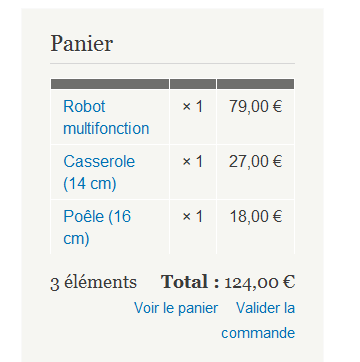 Panier
Robot × 1 79,00 €
multifonction
Casserole × 1 27,00 €
(14 cm)
Poêle (16 × 1 18,00 €
cm)
3 éléments Total : 124,00 €
Voir le panier Valider la
commande